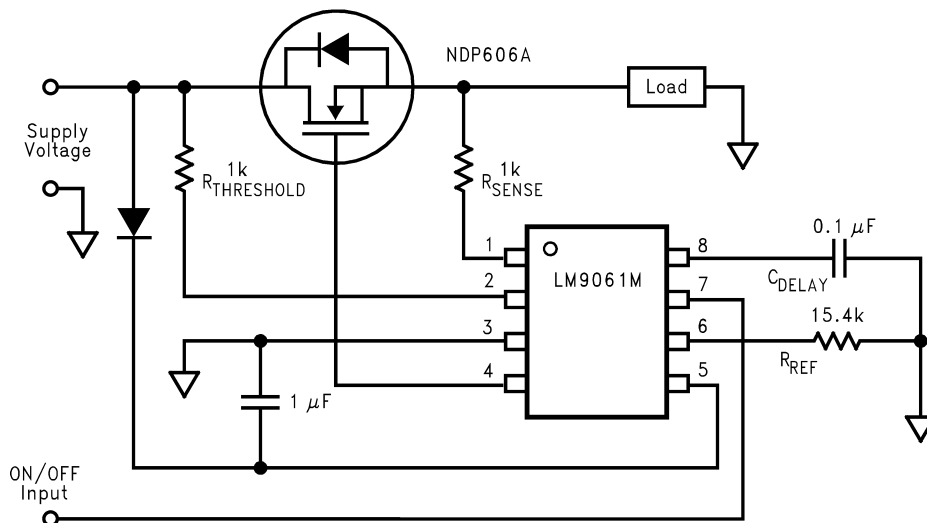 NDP606A
Load
Supply
Voltage
1k
RTHRESHOLD
1k
RSENSE
1
2
3
4
LM9061M
8
7
6
5
0.1 μF
CDELAY
15.4k
RREF
1 μF
ON/OFF
Input